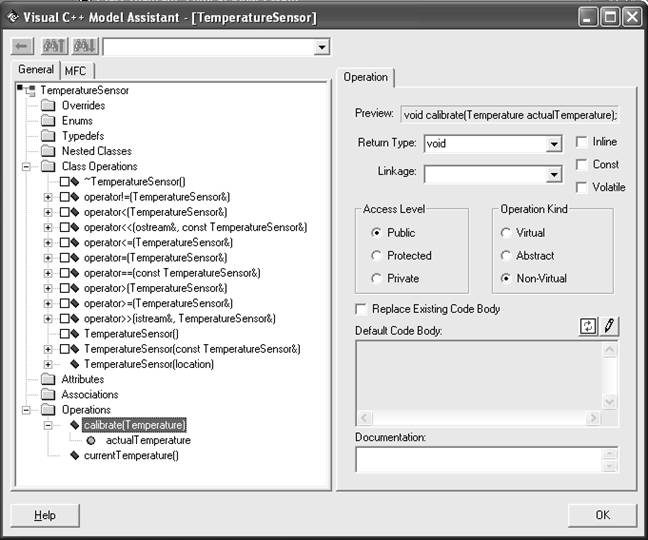 Visual C++ Model Assistant - [TemperatureSensor]
General
MFC
TemperatureSensor
Overrides
Enums
Typedefs
Nested Classes
Class Operations
~TemperatureSensor()
operator!=(TemperatureSensor&)
operator<(TemperatureSensor&)
operator<<(ostream&, const TemperatureSensor&)
operator<=(TemperatureSensor&)
operator=(TemperatureSensor&)
operator==(const TemperatureSensor&)
operator>(TemperatureSensor&)
operator>=(TemperatureSensor&)
operator>>(istream&, TemperatureSensor&)
TemperatureSensor()
TemperatureSensor(const TemperatureSensor&)
TemperatureSensor(location)
Attributes
Associations
Operations
calibrate(Temperature)
actualTemperature
currentTemperature()
Operation
Preview: void calibrate(Temperature actualTemperature);
Return Type: void
Inline
Linkage:
Const
Volatile
Access Level
Public
Protected
Private
Operation Kind
Virtual
Abstract
Non-Virtual
Replace Existing Code Body
Default Code Body:
Documentation:
Help
OK